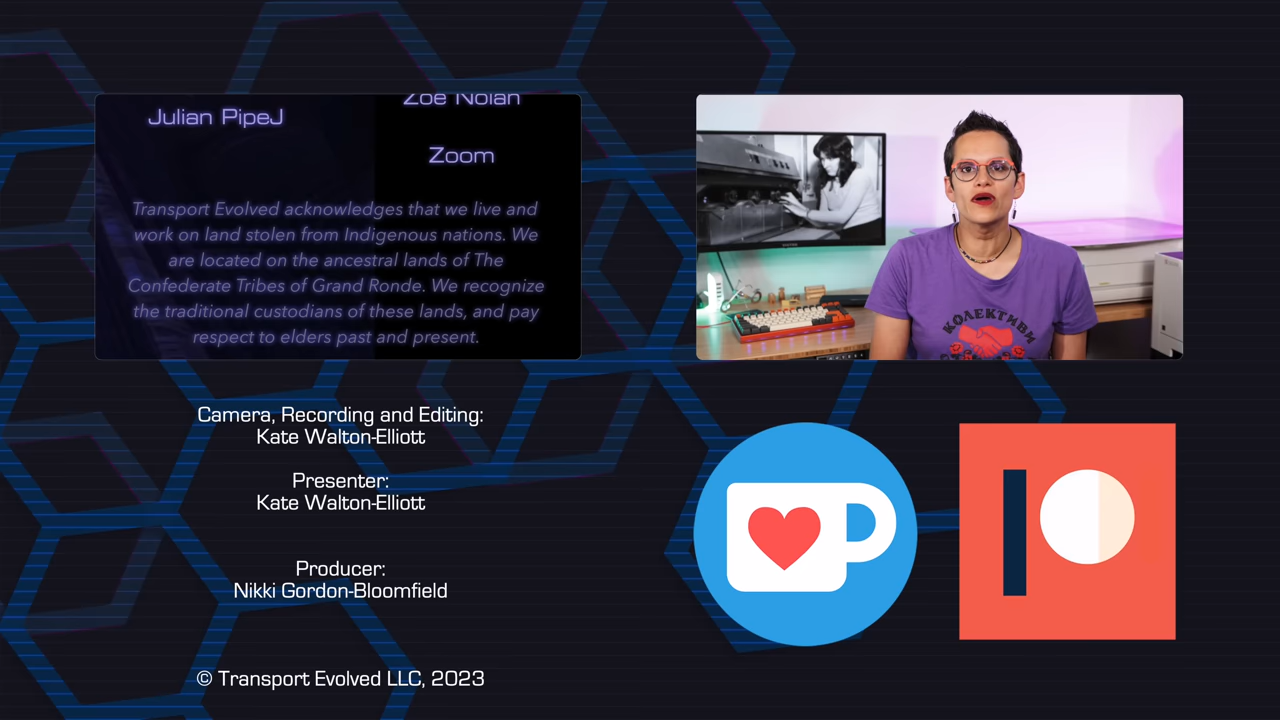 Zoe Nolan
Julian PipeJ
Zoom
Transport Evolved acknowledges that we live and
work on land stolen from Indigenous nations. We
are located on the ancestral lands of The
Confederate Tribes of Grand Ronde. We recognize
the traditional custodians of these lands, and pay
respect to elders past and present.
КОЛЕКТИВИ
Camera, Recording and Editing:
Kate Walton-Elliott
Presenter:
Kate Walton-Elliott
Producer:
Nikki Gordon-Bloomfield
© Transport Evolved LLC, 2023